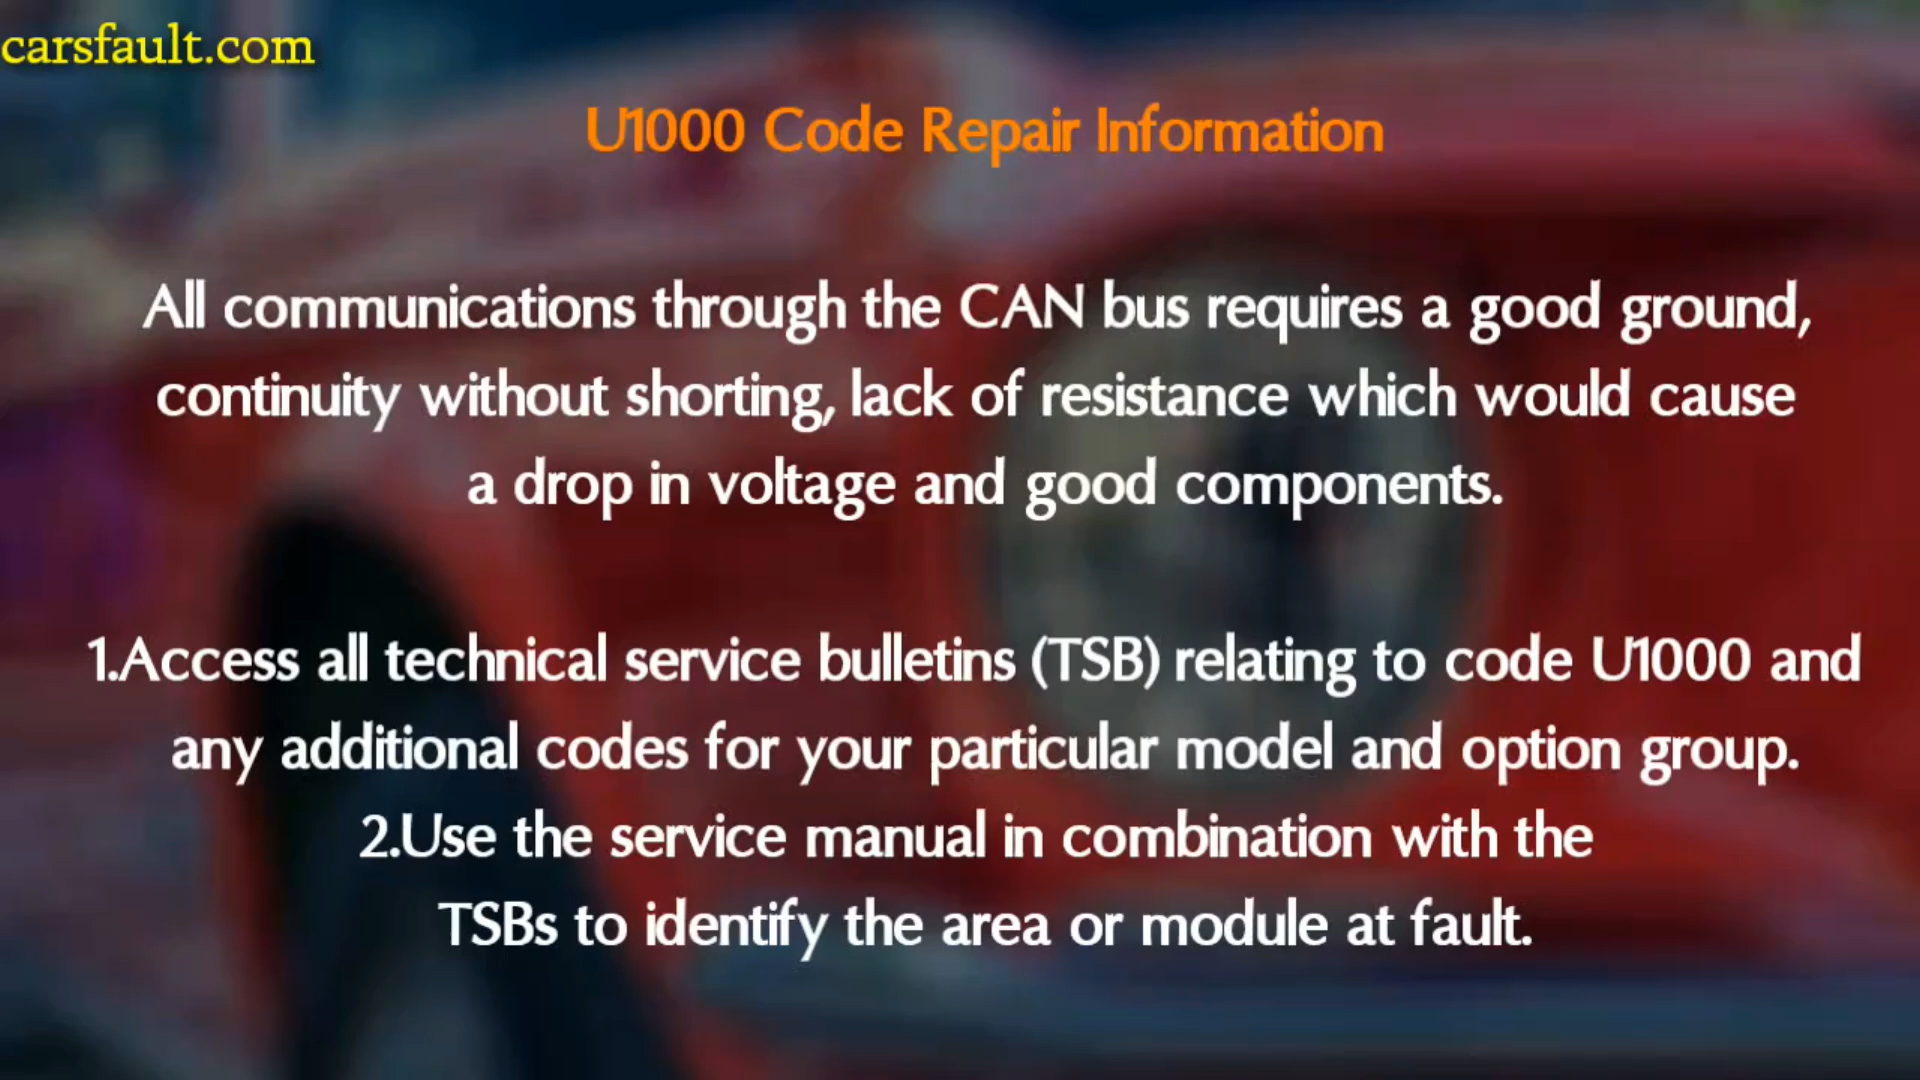 carsfault.com
U1000 Code Repair Information
All communications through the CAN bus requires a good ground,
continuity without shorting, lack of resistance which would cause
a drop in voltage and good components.
1.Access all technical service bulletins (TSB) relating to code U1000 and
any additional codes for your particular model and option group.
2.Use the service manual in combination with the
TSBs to identify the area or module at fault.